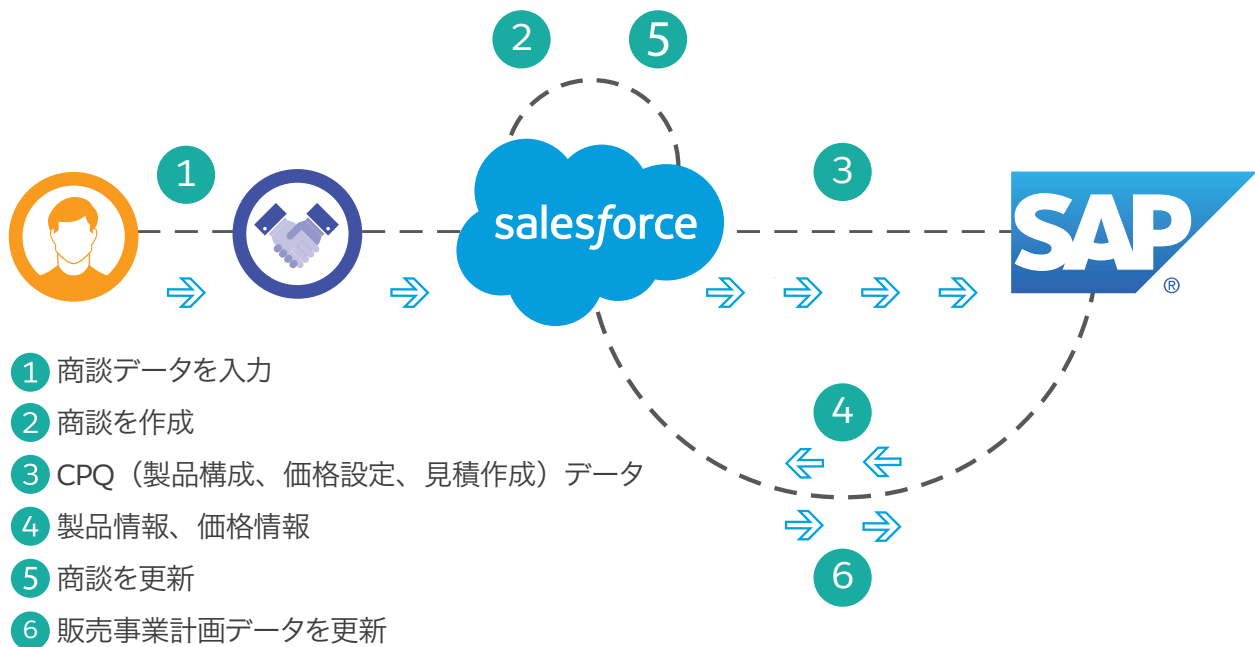 2 5
1
3
salesforce
SAP
®
4
6
1 商談データを入力
2 商談を作成
3 CPQ（製品構成、価格設定、見積作成）データ
4 製品情報、価格情報
5 商談を更新
6 販売事業計画データを更新